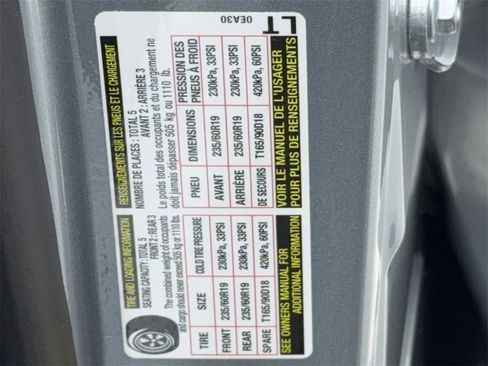 TIRE AND LOADING INFORMATION
SEATING CAPACITY: TOTAL 5
FRONT 2 : REAR 3
The combined weight of occupants
and cargo should never exceed 505 kg or 1110 lbs.
TIRE SIZE COLD TIRE PRESSURE
FRONT 235/60R19 230kPa, 33PSI
REAR 235/60R19 230kPa, 33PSI
SPARE T165/90D18 420kPa, 60PSI
SEE OWNERS MANUAL FOR
ADDITIONAL INFORMATION
RENSEIGNEMENTS SUR LES PNEUS ET LE CHARGEMENT
NOMBRE DE PLACES : TOTAL 5
AVANT 2 : ARRIÈRE 3
Le poids total des occupants et du chargement ne
doit jamais dépasser 505 kg ou 1110 lb.
PNEU DIMENSIONS PRESSION DES
PNEUS À FROID
AVANT 235/60R19 230kPa, 33PSI
ARRIÈRE 235/60R19 230kPa, 33PSI
DE SECOURS T165/90D18 420kPa, 60PSI
VOIR LE MANUEL DE L'USAGER
POUR PLUS DE RENSEIGNEMENTS
0EA30
LT